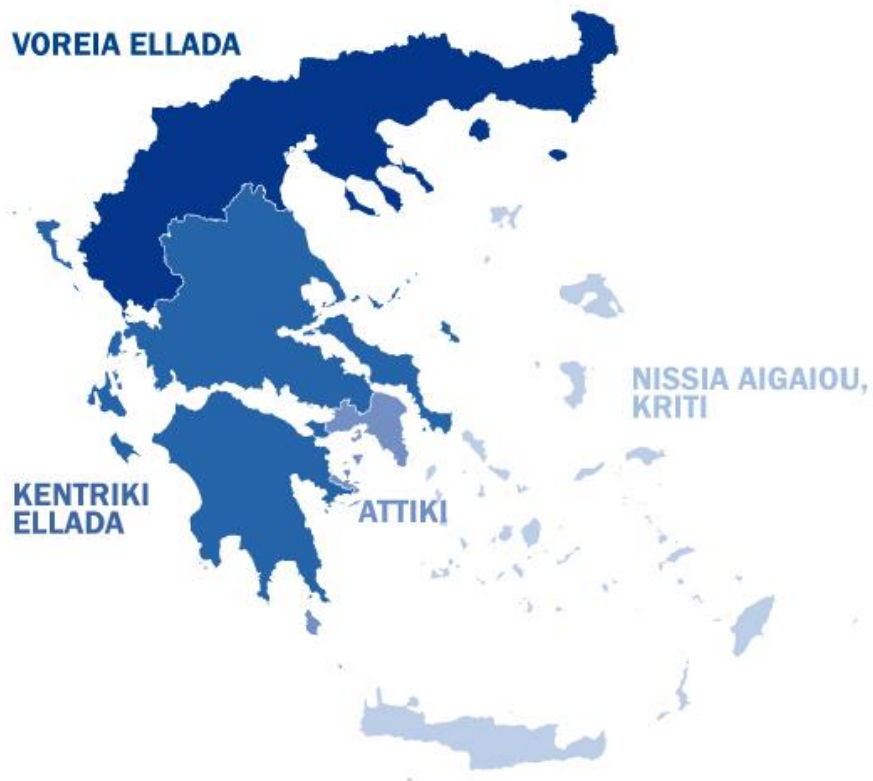 VOREIA ELLADA
NISSIA AIGAIOU,
KRITI
KENTRIKI
ELLADA
ATTIKI